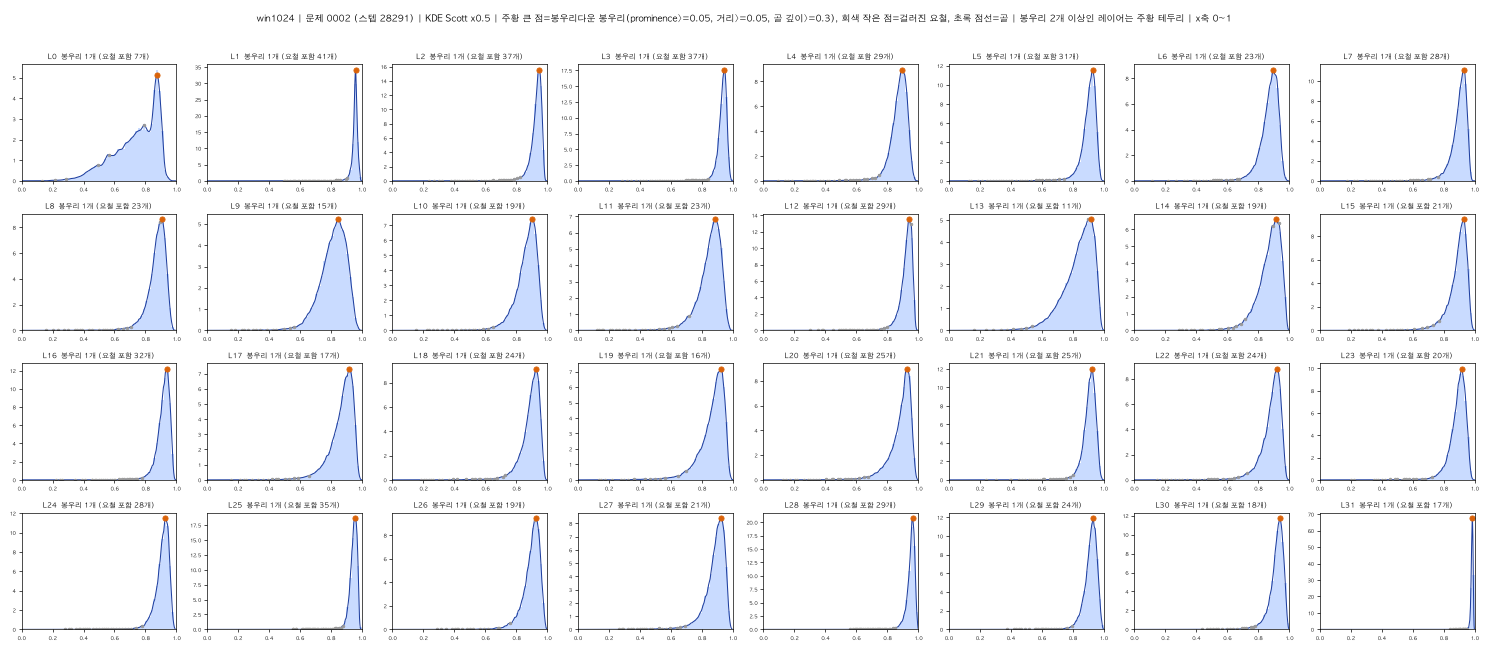 win1024 | 문제 0002 (스텝 28291) | KDE Scott x0.5 | 주황 큰 점=봉우리다운 봉우리(prominence>=0.05, 거리>=0.05, 골 깊이>=0.3), 회색 작은 점=걸러진 요철, 초록 점선=골 | 봉우리 2개 이상인 레이어는 주황 테두리 | x축 0~1
L0 봉우리 1개 (요철 포함 7개)
L1 봉우리 1개 (요철 포함 41개)
L2 봉우리 1개 (요철 포함 37개)
L3 봉우리 1개 (요철 포함 37개)
L4 봉우리 1개 (요철 포함 29개)
L5 봉우리 1개 (요철 포함 31개)
L6 봉우리 1개 (요철 포함 23개)
L7 봉우리 1개 (요철 포함 28개)
L8 봉우리 1개 (요철 포함 23개)
L9 봉우리 1개 (요철 포함 15개)
L10 봉우리 1개 (요철 포함 19개)
L11 봉우리 1개 (요철 포함 23개)
L12 봉우리 1개 (요철 포함 29개)
L13 봉우리 1개 (요철 포함 11개)
L14 봉우리 1개 (요철 포함 19개)
L15 봉우리 1개 (요철 포함 21개)
L16 봉우리 1개 (요철 포함 32개)
L17 봉우리 1개 (요철 포함 17개)
L18 봉우리 1개 (요철 포함 24개)
L19 봉우리 1개 (요철 포함 16개)
L20 봉우리 1개 (요철 포함 25개)
L21 봉우리 1개 (요철 포함 25개)
L22 봉우리 1개 (요철 포함 24개)
L23 봉우리 1개 (요철 포함 20개)
L24 봉우리 1개 (요철 포함 28개)
L25 봉우리 1개 (요철 포함 35개)
L26 봉우리 1개 (요철 포함 19개)
L27 봉우리 1개 (요철 포함 21개)
L28 봉우리 1개 (요철 포함 29개)
L29 봉우리 1개 (요철 포함 24개)
L30 봉우리 1개 (요철 포함 18개)
L31 봉우리 1개 (요철 포함 17개)